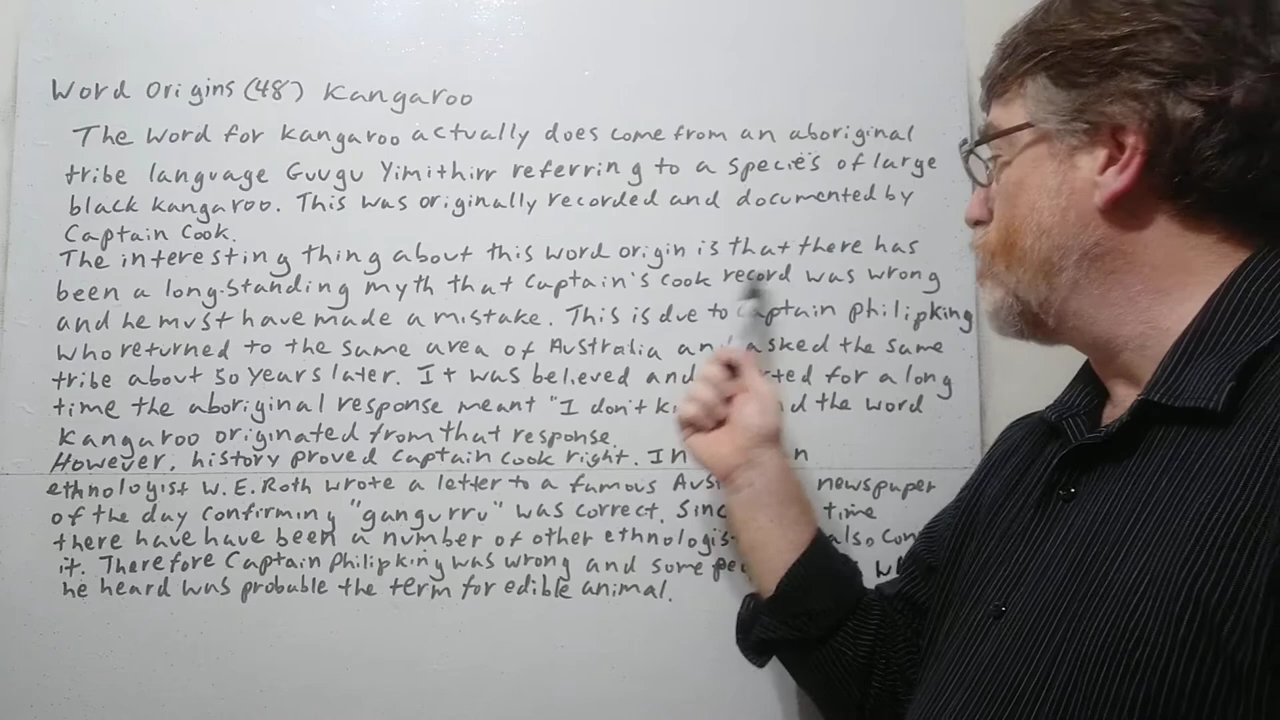 Word Origins (48) Kangaroo
The word for kangaroo actually does come from an aboriginal
tribe language Guugu Yimithirr referring to a species of large
black kangaroo. This was originally recorded and documented by
Captain Cook.
The interesting thing about this word origin is that there has
been a long-standing myth that Captain's Cook record was wrong
and he must have made a mistake. This is due to Captain Philipking
who returned to the same area of Australia and asked the same
tribe about 50 years later. It was believed and for a long
time the aboriginal response meant "I don't the word
Kangaroo originated from that response.
However, history proved Captain Cook right. In
ethnologist W.E. Roth wrote a letter to a famous newspaper
of the day confirming "gangurru" was correct. time
there have have been a number of other ethnologis also
it. Therefore Captain Philipking was wrong and some
he heard was probable the term for edible animal.